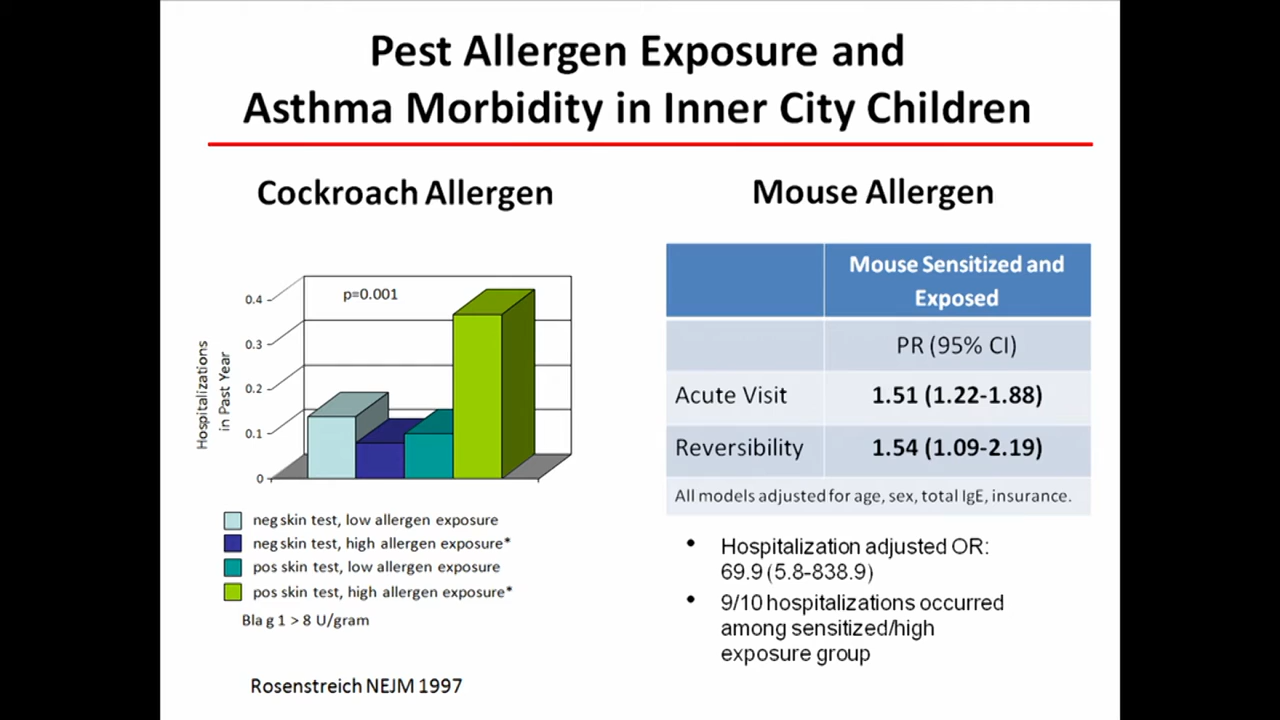 Pest Allergen Exposure and
Asthma Morbidity in Inner City Children
Cockroach Allergen
p=0.001
0.4
0.3
0.2
0.1
0
Hospitalizations
in Past Year
neg skin test, low allergen exposure
neg skin test, high allergen exposure*
pos skin test, low allergen exposure
pos skin test, high allergen exposure*
Bla g 1 > 8 U/gram
Rosenstreich NEJM 1997
Mouse Allergen
Mouse Sensitized and
Exposed
PR (95% CI)
Acute Visit 1.51 (1.22-1.88)
Reversibility 1.54 (1.09-2.19)
All models adjusted for age, sex, total IgE, insurance.
• Hospitalization adjusted OR:
69.9 (5.8-838.9)
• 9/10 hospitalizations occurred
among sensitized/high
exposure group